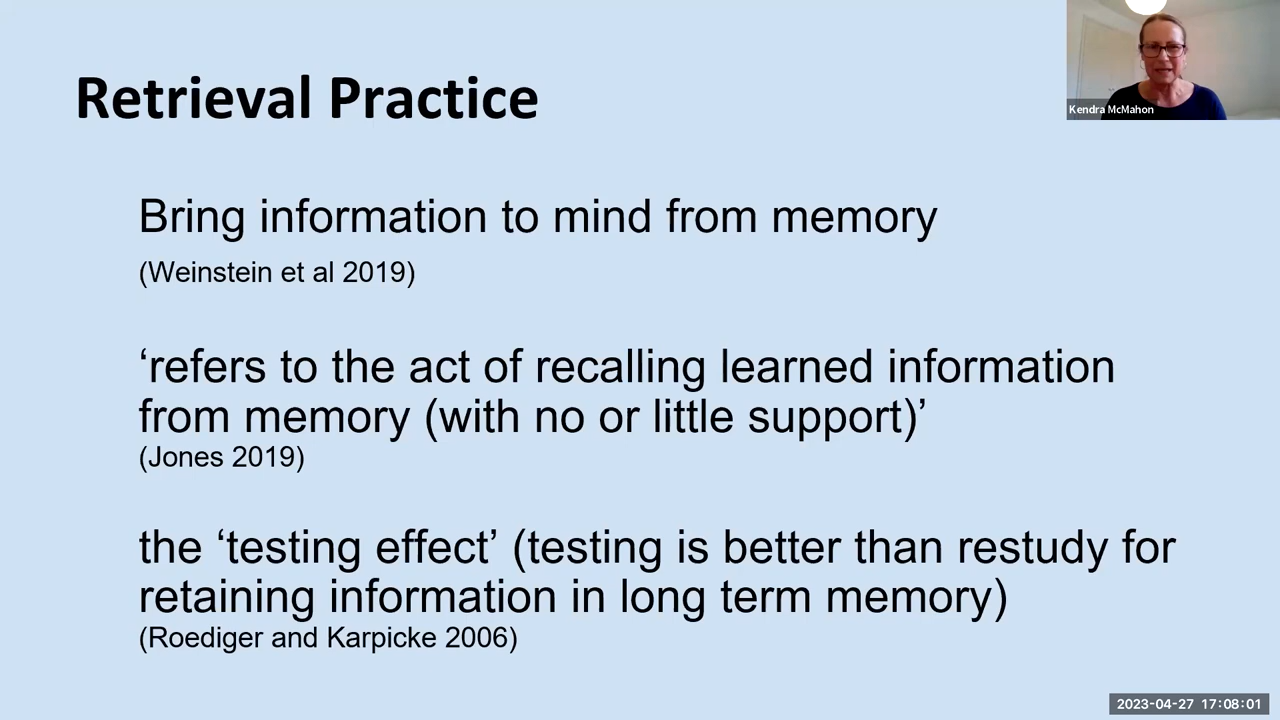 Retrieval Practice
Kendra McMahon
Bring information to mind from memory
(Weinstein et al 2019)
‘refers to the act of recalling learned information
from memory (with no or little support)’
(Jones 2019)
the ‘testing effect’ (testing is better than restudy for
retaining information in long term memory)
(Roediger and Karpicke 2006)
2023-04-27 17:08:01